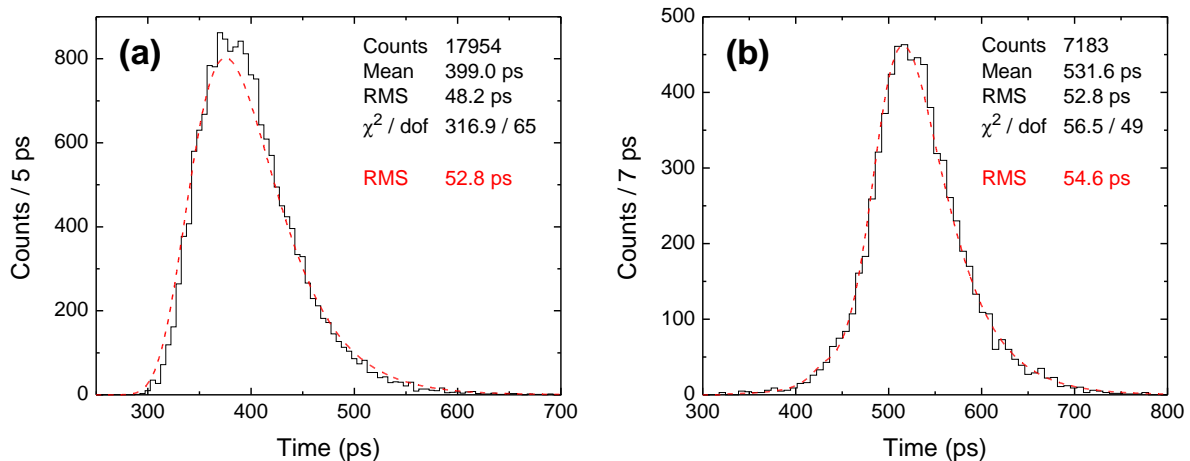 (a)
Counts 17954
Mean 399.0 ps
RMS 48.2 ps
χ² / dof 316.9 / 65
RMS 52.8 ps
800
600
400
200
0
Counts / 5 ps
300 400 500 600 700
Time (ps)
(b)
Counts 7183
Mean 531.6 ps
RMS 52.8 ps
χ² / dof 56.5 / 49
RMS 54.6 ps
500
400
300
200
100
0
Counts / 7 ps
300 400 500 600 700 800
Time (ps)